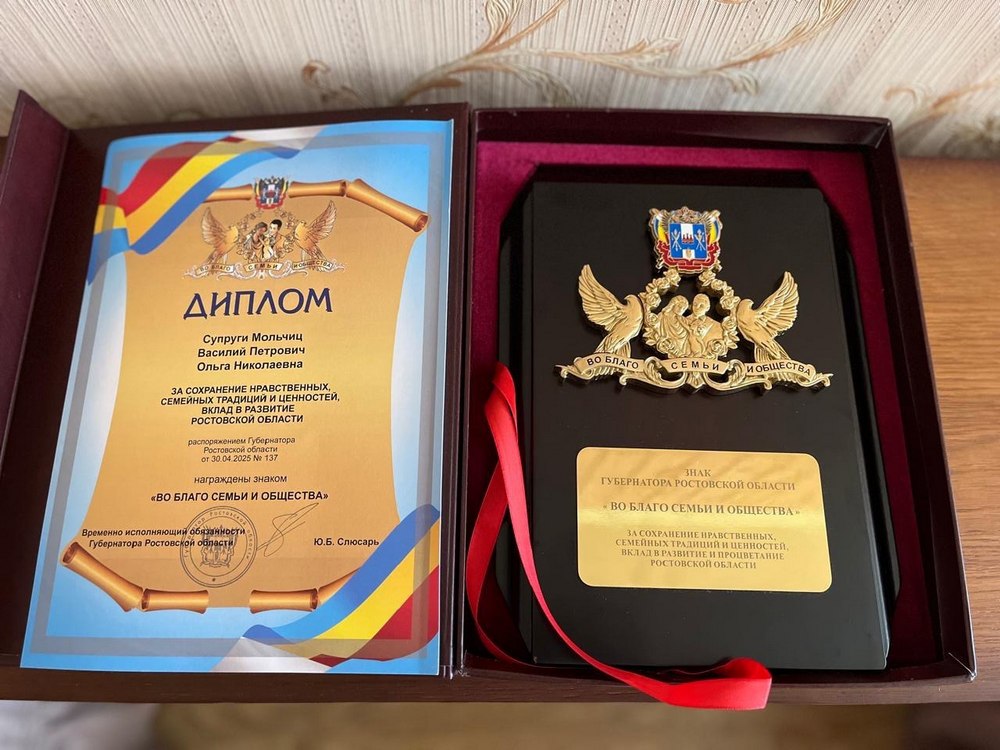 ВО БЛАГО СЕМЬИ И ОБЩЕСТВА
ДИПЛОМ
Супруги Мольчиц
Василий Петрович
Ольга Николаевна
ЗА СОХРАНЕНИЕ НРАВСТВЕННЫХ,
СЕМЕЙНЫХ ТРАДИЦИЙ И ЦЕННОСТЕЙ,
ВКЛАД В РАЗВИТИЕ
РОСТОВСКОЙ ОБЛАСТИ
распоряжением Губернатора
Ростовской области
от 30.04.2025 № 137
награждены знаком
«ВО БЛАГО СЕМЬИ И ОБЩЕСТВА»
Временно исполняющий обязанности
Губернатора Ростовской области
Ю.Б. Слюсарь
ВО БЛАГО СЕМЬИ И ОБЩЕСТВА
ЗНАК
ГУБЕРНАТОРА РОСТОВСКОЙ ОБЛАСТИ
« ВО БЛАГО СЕМЬИ И ОБЩЕСТВА »
ЗА СОХРАНЕНИЕ НРАВСТВЕННЫХ,
СЕМЕЙНЫХ ТРАДИЦИЙ И ЦЕННОСТЕЙ,
ВКЛАД В РАЗВИТИЕ И ПРОЦВЕТАНИЕ
РОСТОВСКОЙ ОБЛАСТИ